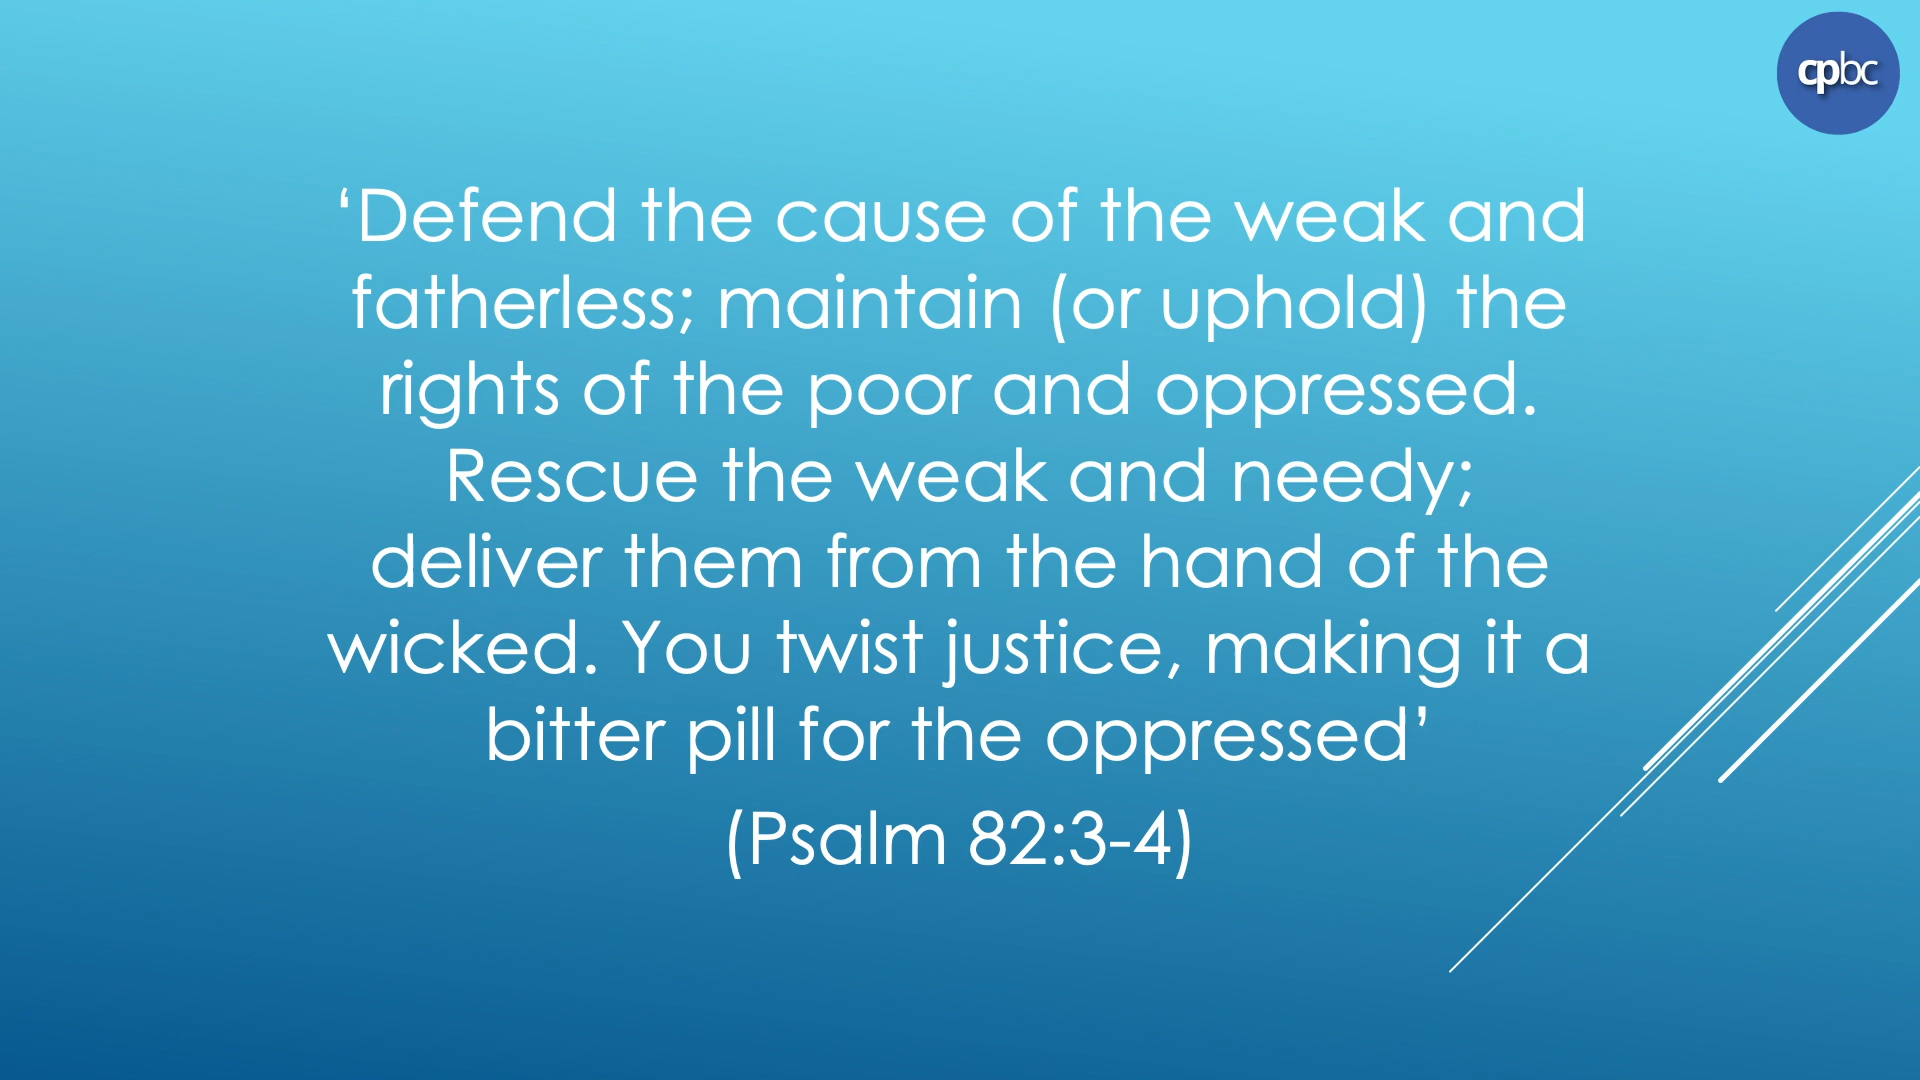 cpbc
‘Defend the cause of the weak and
fatherless; maintain (or uphold) the
rights of the poor and oppressed.
Rescue the weak and needy;
deliver them from the hand of the
wicked. You twist justice, making it a
bitter pill for the oppressed’
(Psalm 82:3-4)